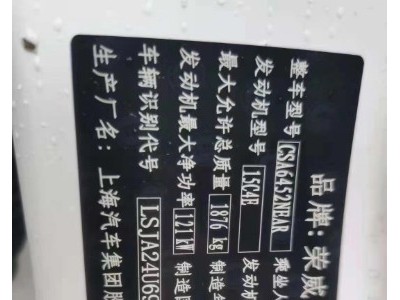 品牌:荣威
整车型号 CSA6452NEAR 乘坐人
发动机型号 15C4E 发动机
最大允许总质量 1876 kg 制造年
发动机最大净功率 121 kW 制造国
车辆识别代号 LSJA24U69
生产厂名:上海汽车集团股